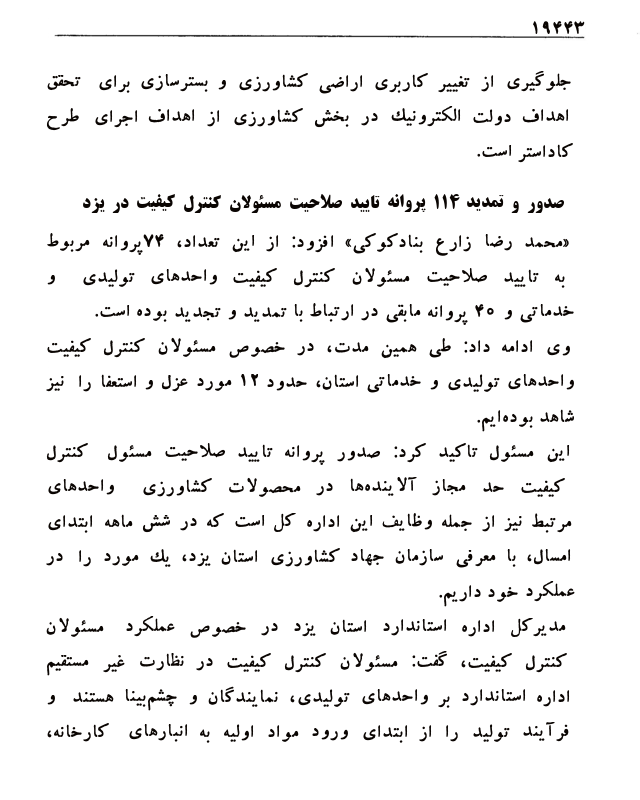 ۱۹۴۴۳
جلوگیری از تغییر کاربری اراضی کشاورزی و بسترسازی برای تحقق
اهداف دولت الکترونیك در بخش کشاورزی از اهداف اجرای طرح
کاداستر است.
صدور و تمدید ۱۱۴ پروانه تایید صلاحیت مسئولان کنترل کیفیت در یزد
«محمد رضا زارع بنادکوکی» افزود: از این تعداد، ۷۴پروانه مربوط
به تایید صلاحیت مسئولان کنترل کیفیت واحدهای تولیدی و
خدماتی و ۴۰ پروانه مابقی در ارتباط با تمدید و تجدید بوده است.
وی ادامه داد: طی همین مدت، در خصوص مسئولان کنترل کیفیت
واحدهای تولیدی و خدماتی استان، حدود ۱۲ مورد عزل و استعفا را نیز
شاهد بوده‌ایم.
این مسئول تاکید کرد: صدور پروانه تایید صلاحیت مسئول کنترل
کیفیت حد مجاز آلاینده‌ها در محصولات کشاورزی واحدهای
مرتبط نیز از جمله وظایف این اداره کل است که در شش ماهه ابتدای
امسال، با معرفی سازمان جهاد کشاورزی استان یزد، یك مورد را در
عملکرد خود داریم.
مدیرکل اداره استاندارد استان یزد در خصوص عملکرد مسئولان
کنترل کیفیت، گفت: مسئولان کنترل کیفیت در نظارت غیر مستقیم
اداره استاندارد بر واحدهای تولیدی، نمایندگان و چشم‌بینا هستند و
فرآیند تولید را از ابتدای ورود مواد اولیه به انبارهای کارخانه،